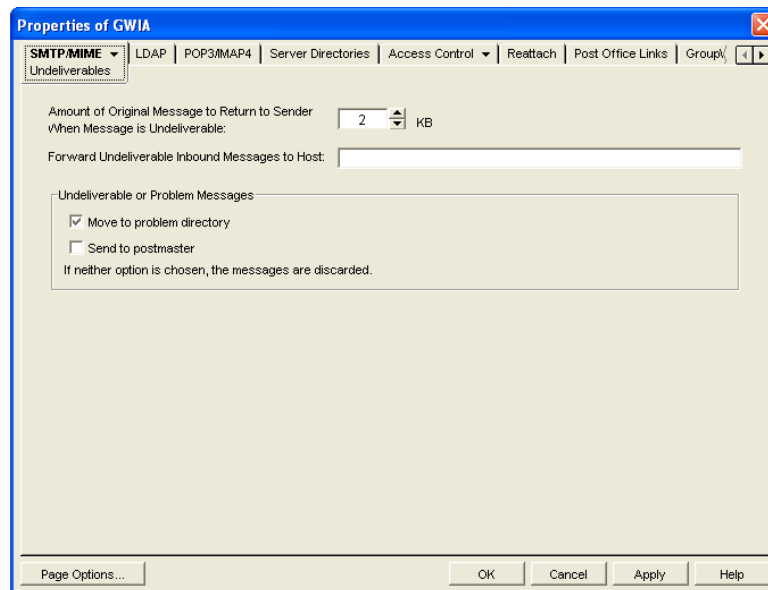 Properties of GWIA
SMTP/MIME LDAP POP3/IMAP4 Server Directories Access Control Reattach Post Office Links
Undeliverables
Amount of Original Message to Return to Sender
When Message is Undeliverable:
2 KB
Forward Undeliverable Inbound Messages to Host:
Undeliverable or Problem Messages
Move to problem directory
Send to postmaster
If neither option is chosen, the messages are discarded.
Page Options... OK Cancel Apply Help